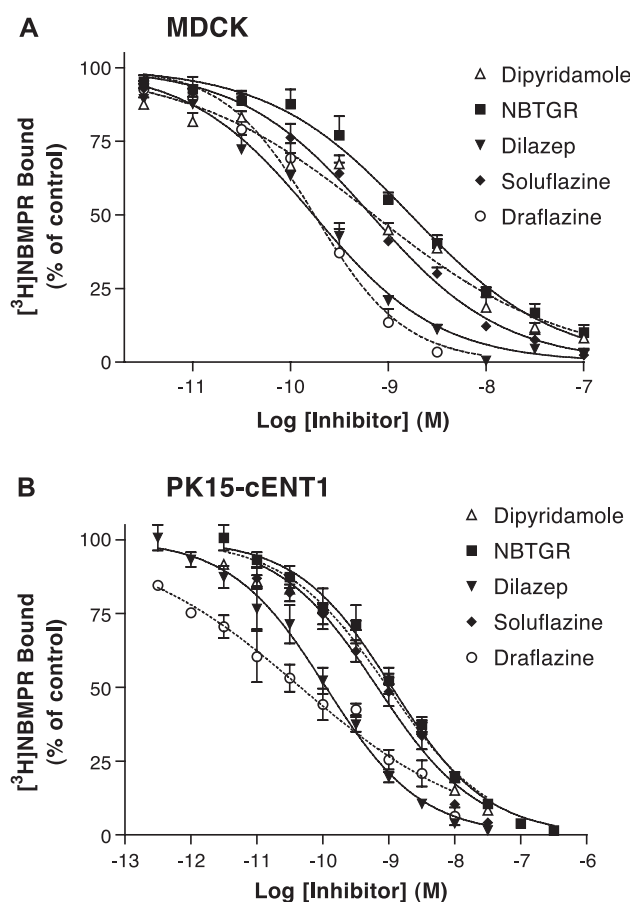 A
MDCK
[³H]NBMPR Bound
(% of control)
100
75
50
25
0
-11
-10
-9
-8
-7
Log [Inhibitor] (M)
Dipyridamole
NBTGR
Dilazep
Soluflazine
Draflazine
B
PK15-cENT1
[³H]NBMPR Bound
(% of control)
100
75
50
25
0
-13
-12
-11
-10
-9
-8
-7
-6
Log [Inhibitor] (M)
Dipyridamole
NBTGR
Dilazep
Soluflazine
Draflazine